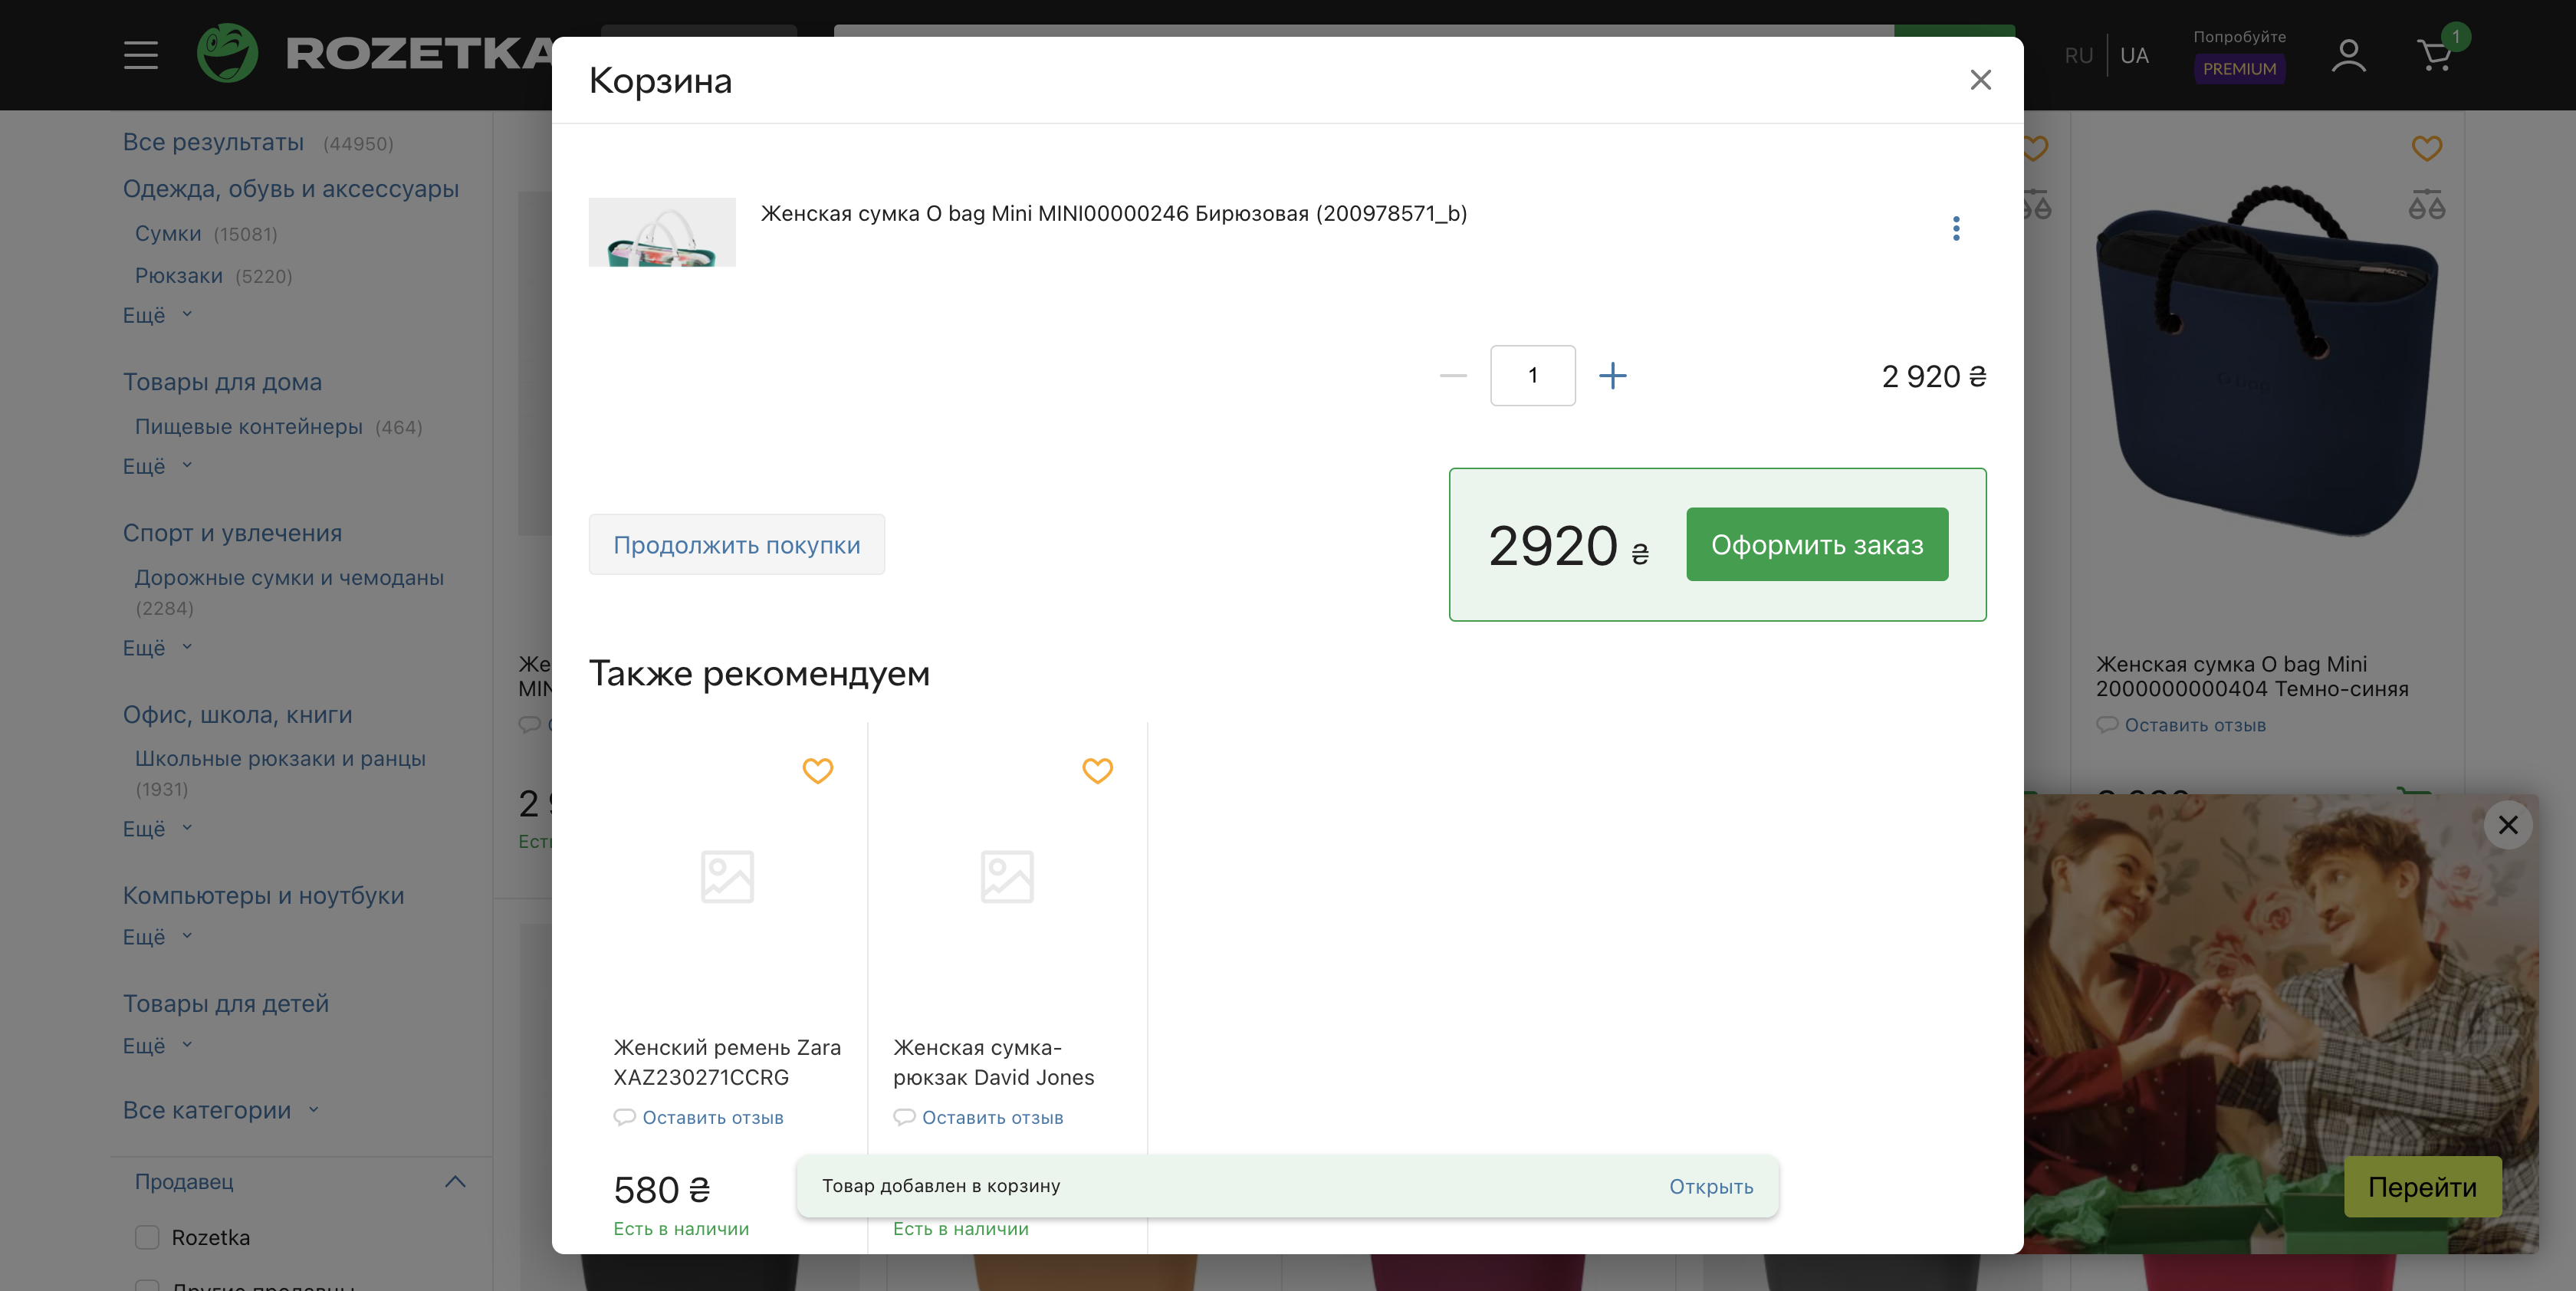 ROZETKA
RU
UA
Попробуйте
PREMIUM
1
Все результаты (44950)
Одежда, обувь и аксессуары
Сумки (15081)
Рюкзаки (5220)
Ещё
Товары для дома
Пищевые контейнеры (464)
Ещё
Спорт и увлечения
Дорожные сумки и чемоданы
(2284)
Ещё
Офис, школа, книги
Школьные рюкзаки и ранцы
(1931)
Ещё
Компьютеры и ноутбуки
Ещё
Товары для детей
Ещё
Все категории
Продавец
Rozetka
Другие продавцы
Корзина
Женская сумка O bag Mini MINI00000246 Бирюзовая (200978571_b)
1
2 920 ₴
Продолжить покупки
2920 ₴
Оформить заказ
Также рекомендуем
Женский ремень Zara
XAZ230271CCRG
Оставить отзыв
580 ₴
Есть в наличии
Женская сумка-
рюкзак David Jones
Оставить отзыв
Есть в наличии
Товар добавлен в корзину
Открыть
Женская сумка O bag Mini
2000000000404 Темно-синяя
Оставить отзыв
Перейти